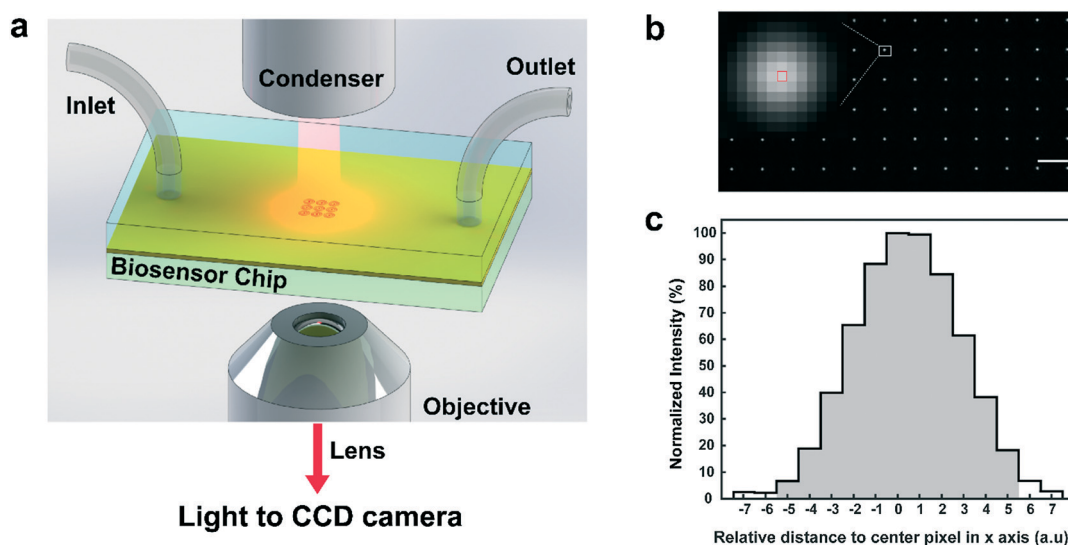 a
Condenser
Inlet
Outlet
Biosensor Chip
Objective
Lens
Light to CCD camera
b
c
Normalized Intensity (%)
100
90
80
70
60
50
40
30
20
10
0
-7 -6 -5 -4 -3 -2 -1 0 1 2 3 4 5 6 7
Relative distance to center pixel in x axis (a.u)